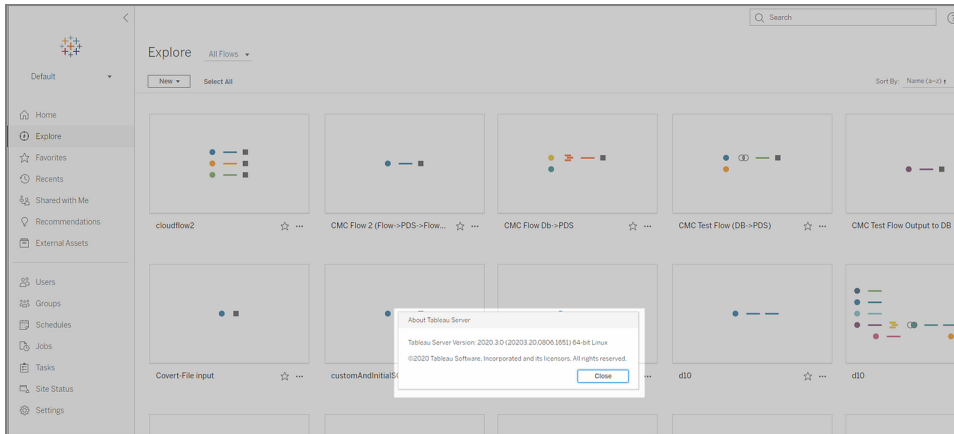 Search
Default
Explore
All Flows
New
Select All
Sort By: Name (a–z)
Home
Explore
Favorites
Recents
Shared with Me
Recommendations
External Assets
Users
Groups
Schedules
Jobs
Tasks
Site Status
Settings
cloudflow2
CMC Flow 2 (Flow->PDS->Flow...
CMC Flow Db->PDS
CMC Test Flow (DB->PDS)
CMC Test Flow Output to DB
Covert-File input
d10
d10
About Tableau Server
Tableau Server Version: 2020.3.0 (20203.20.0806.1651) 64-bit Linux
©2020 Tableau Software, Incorporated and its licensors. All rights reserved.
Close